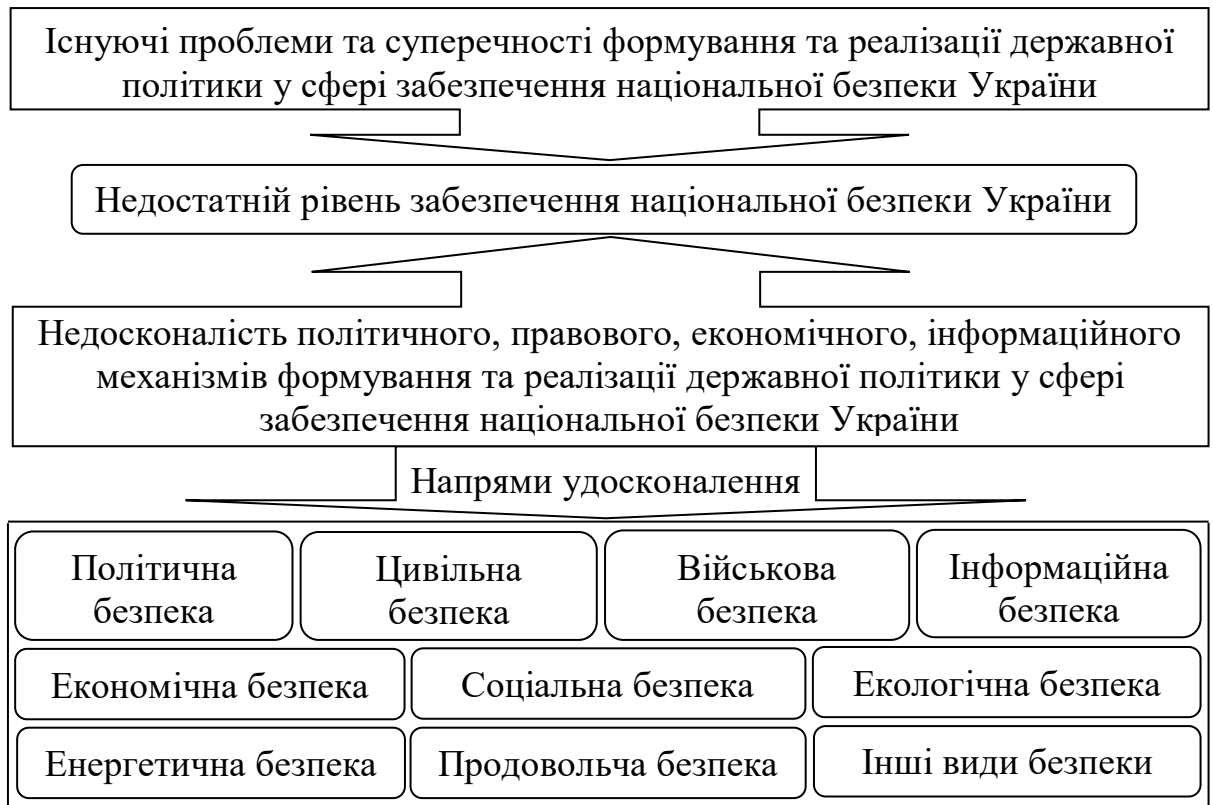 Існуючі проблеми та суперечності формування та реалізації державної
політики у сфері забезпечення національної безпеки України
Недостатній рівень забезпечення національної безпеки України
Недосконалість політичного, правового, економічного, інформаційного
механізмів формування та реалізації державної політики у сфері
забезпечення національної безпеки України
Напрями удосконалення
Політична
безпека
Цивільна
безпека
Військова
безпека
Інформаційна
безпека
Економічна безпека
Соціальна безпека
Екологічна безпека
Енергетична безпека
Продовольча безпека
Інші види безпеки